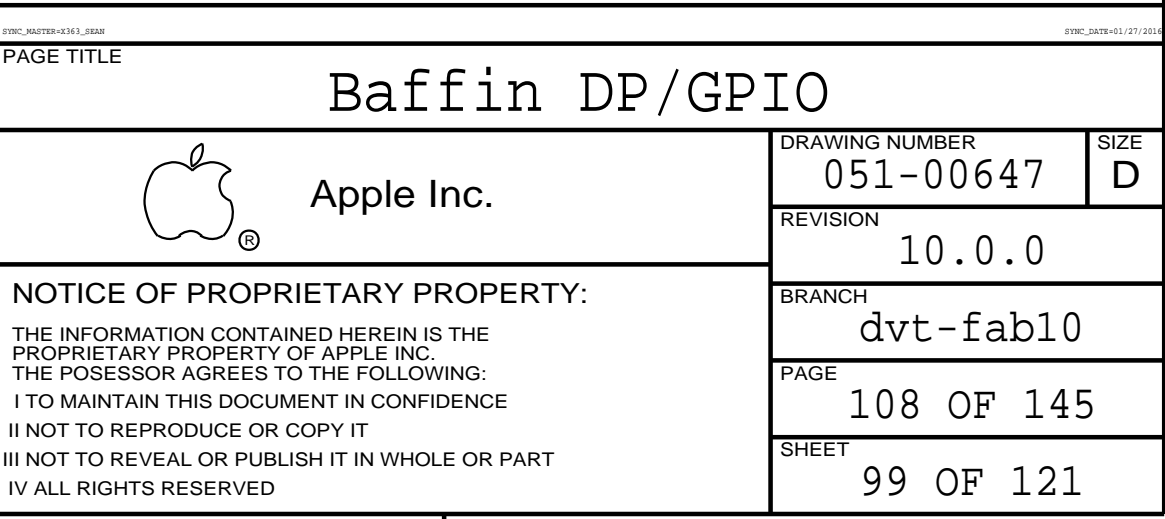 SYNC_MASTER=X363_SEAN
SYNC_DATE=01/27/2016
PAGE TITLE
Baffin DP/GPIO
Apple Inc.
®
DRAWING NUMBER
051-00647
SIZE
D
REVISION
10.0.0
BRANCH
dvt-fab10
PAGE
108 OF 145
SHEET
99 OF 121
NOTICE OF PROPRIETARY PROPERTY:
THE INFORMATION CONTAINED HEREIN IS THE
PROPRIETARY PROPERTY OF APPLE INC.
THE POSESSOR AGREES TO THE FOLLOWING:
I TO MAINTAIN THIS DOCUMENT IN CONFIDENCE
II NOT TO REPRODUCE OR COPY IT
III NOT TO REVEAL OR PUBLISH IT IN WHOLE OR PART
IV ALL RIGHTS RESERVED